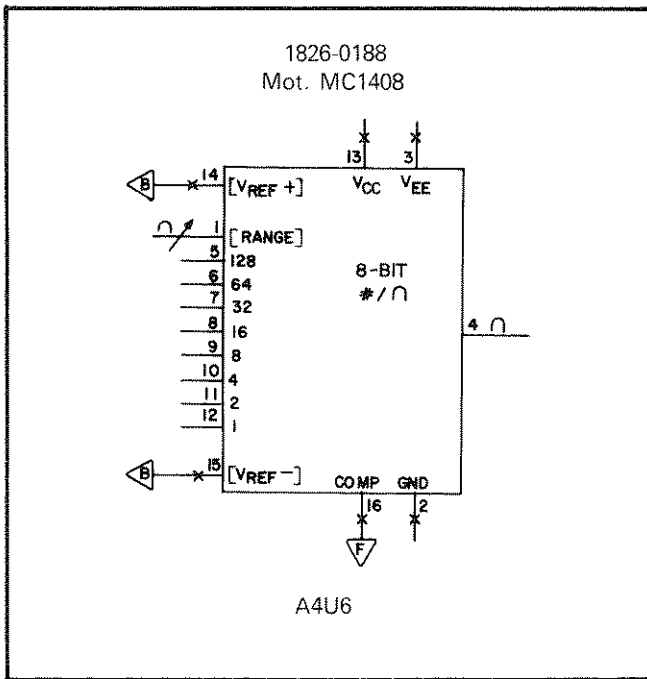 1826-0188
Mot. MC1408
13 3
B 14 [VREF +] VCC VEE
∩ 1 [RANGE]
5 128
6 64
7 32
8 16
9 8
10 4
11 2
12 1
8-BIT
#/∩
4 ∩
B 15 [VREF −]
COMP GND
16 2
F
A4U6